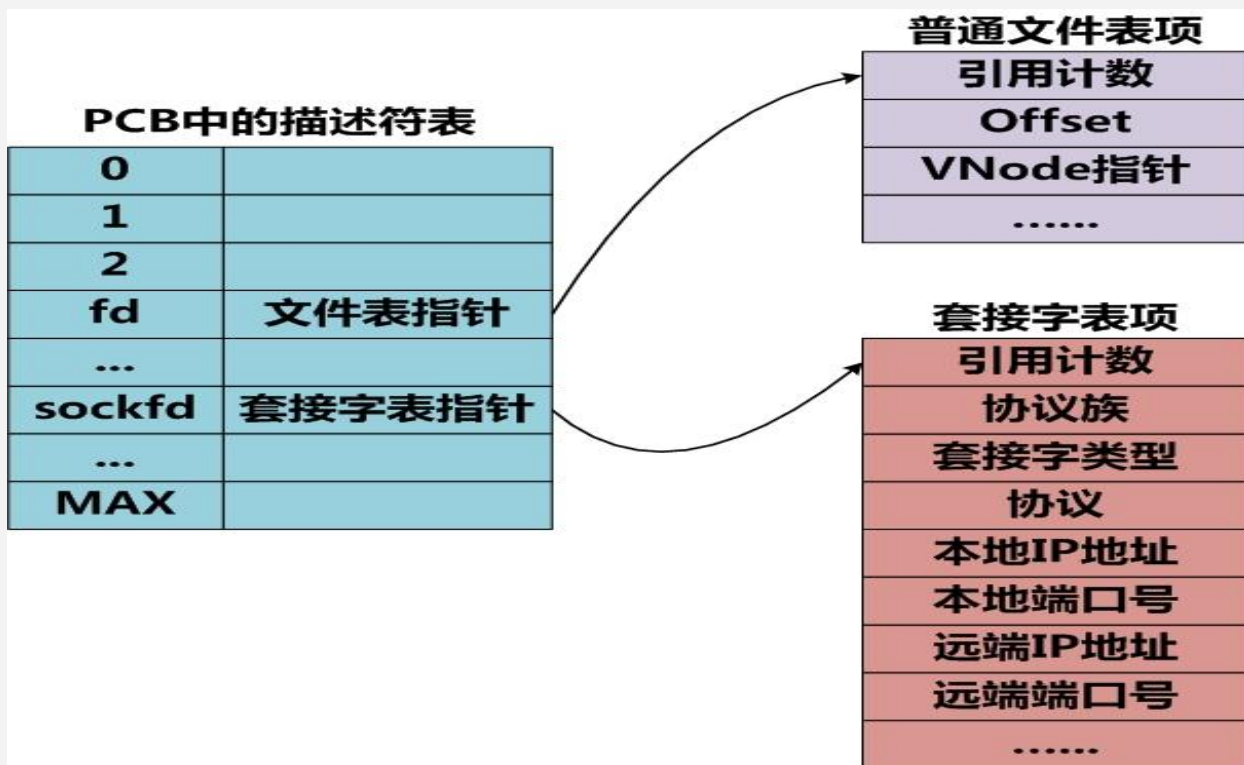 PCB中的描述符表
0
1
2
fd 文件表指针
...
sockfd 套接字表指针
...
MAX
普通文件表项
引用计数
Offset
VNode指针
......
套接字表项
引用计数
协议族
套接字类型
协议
本地IP地址
本地端口号
远端IP地址
远端端口号
......